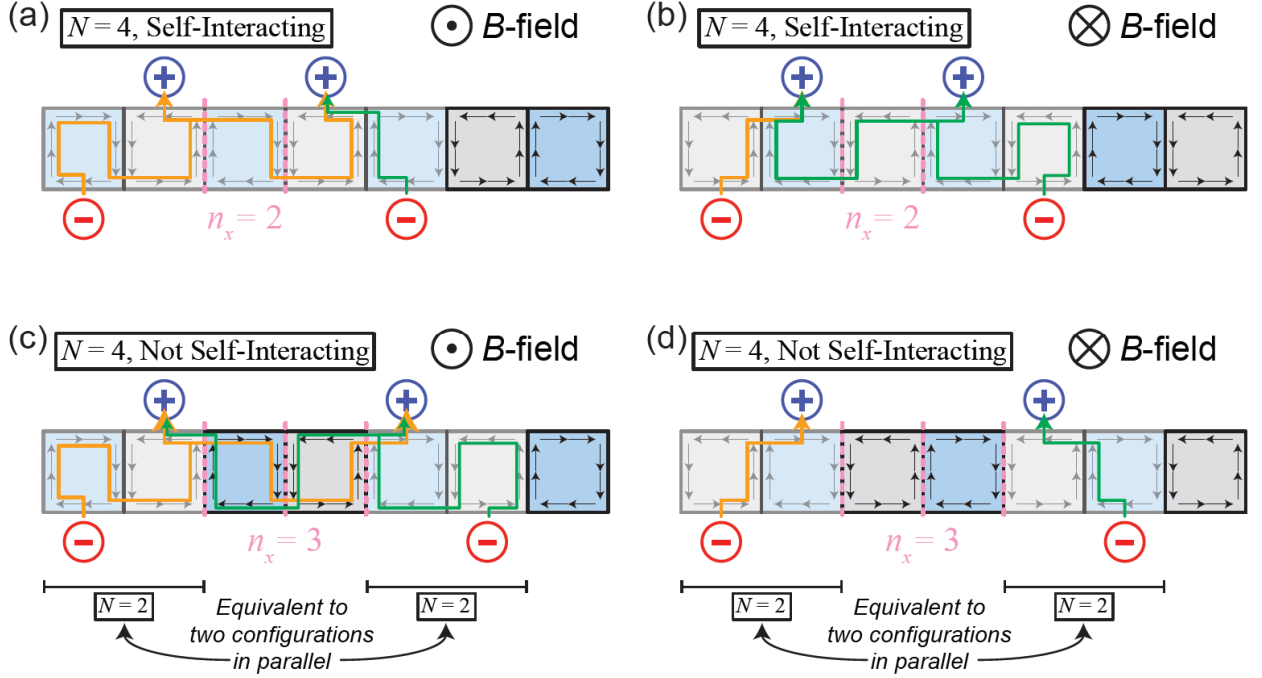 (a)
N = 4, Self-Interacting
B-field
+
+
n_x = 2
−
−
(b)
N = 4, Self-Interacting
B-field
+
+
n_x = 2
−
−
(c)
N = 4, Not Self-Interacting
B-field
+
+
n_x = 3
−
−
N = 2
N = 2
Equivalent to
two configurations
in parallel
(d)
N = 4, Not Self-Interacting
B-field
+
+
n_x = 3
−
−
N = 2
N = 2
Equivalent to
two configurations
in parallel